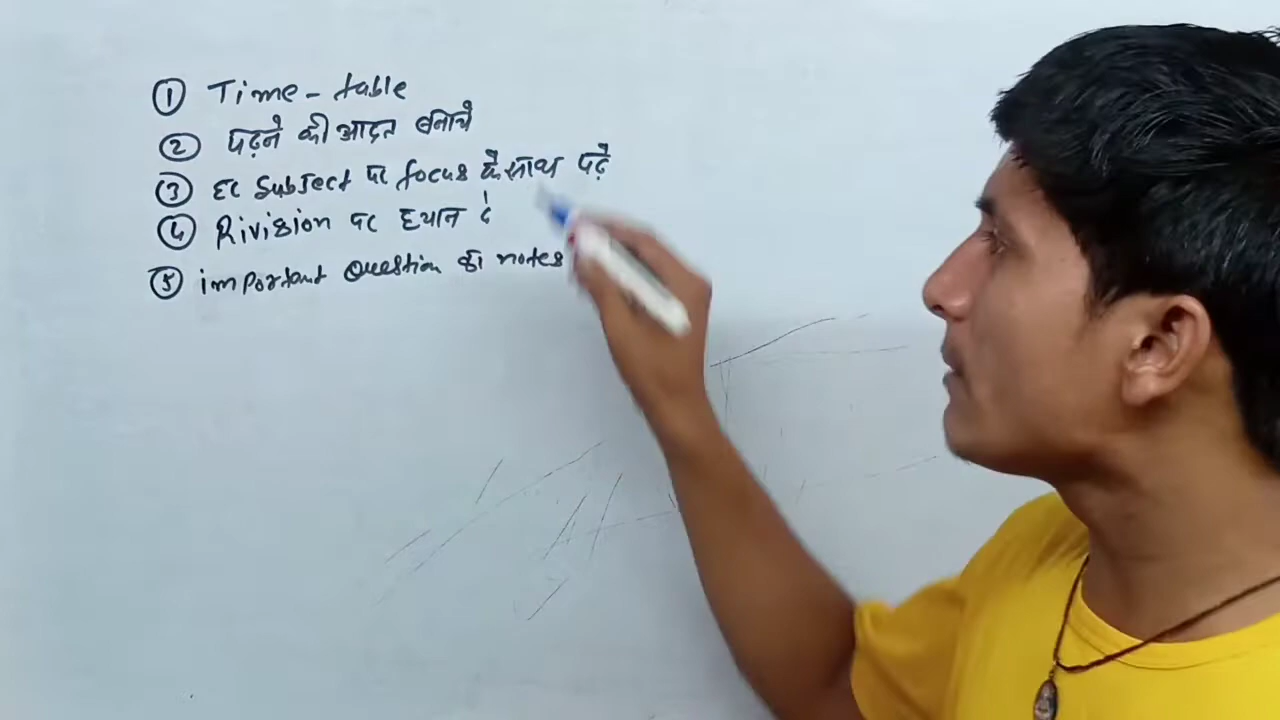 ① Time - table
② पढ़ने की आदत बनाये
③ हर Subject पर focus के साथ पढ़े
④ Rivision पर ध्यान दे
⑤ important Question का notes